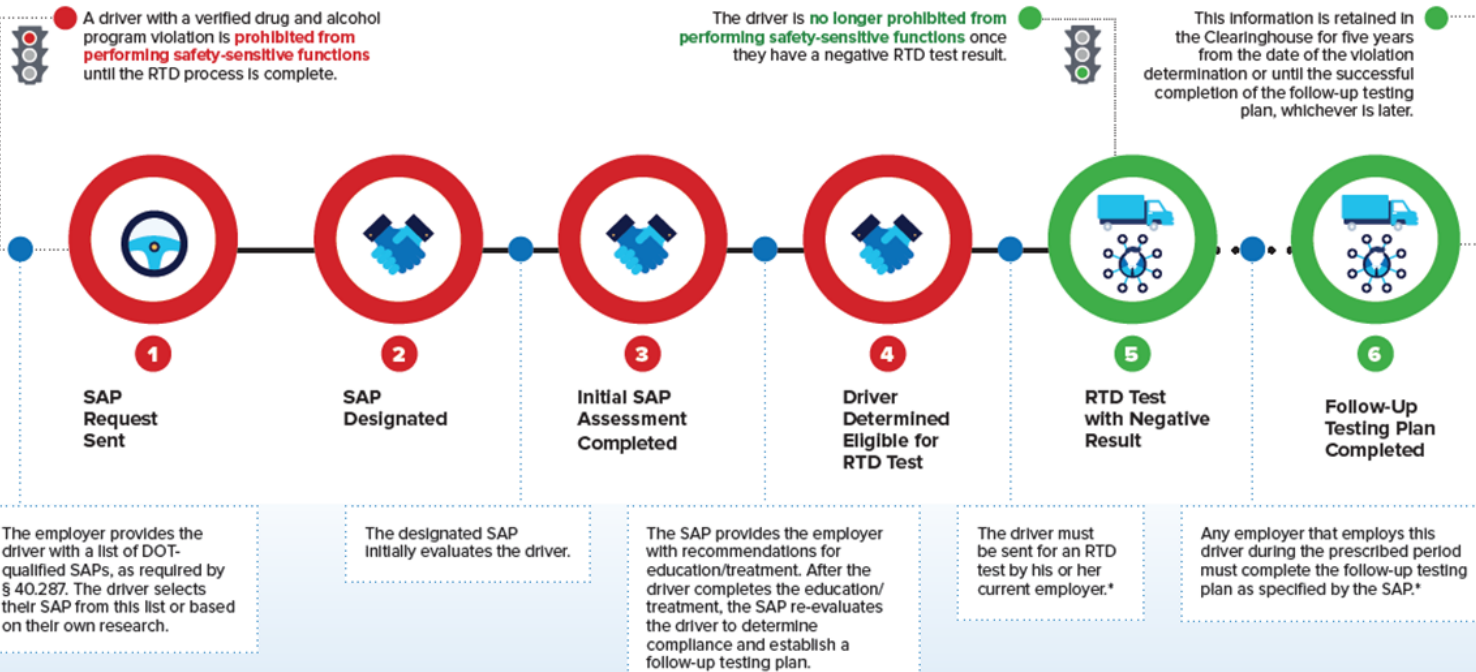 A driver with a verified drug and alcohol
program violation is prohibited from
performing safety-sensitive functions
until the RTD process is complete.
The driver is no longer prohibited from
performing safety-sensitive functions once
they have a negative RTD test result.
This information is retained in
the Clearinghouse for five years
from the date of the violation
determination or until the successful
completion of the follow-up testing
plan, whichever is later.
1
SAP
Request
Sent
2
SAP
Designated
3
Initial SAP
Assessment
Completed
4
Driver
Determined
Eligible for
RTD Test
5
RTD Test
with Negative
Result
6
Follow-Up
Testing Plan
Completed
The employer provides the
driver with a list of DOT-
qualified SAPs, as required by
§ 40.287. The driver selects
their SAP from this list or based
on their own research.
The designated SAP
initially evaluates the driver.
The SAP provides the employer
with recommendations for
education/treatment. After the
driver completes the education/
treatment, the SAP re-evaluates
the driver to determine
compliance and establish a
follow-up testing plan.
The driver must
be sent for an RTD
test by his or her
current employer.*
Any employer that employs this
driver during the prescribed period
must complete the follow-up testing
plan as specified by the SAP.*